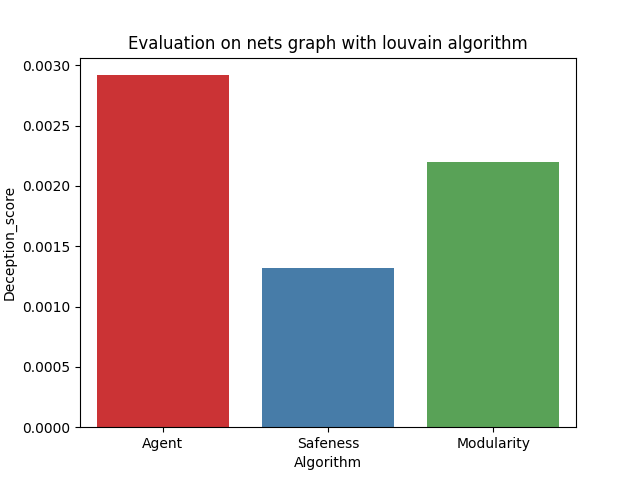 Evaluation on nets graph with louvain algorithm
Deception_score
0.0030
0.0025
0.0020
0.0015
0.0010
0.0005
0.0000
Agent Safeness Modularity
Algorithm